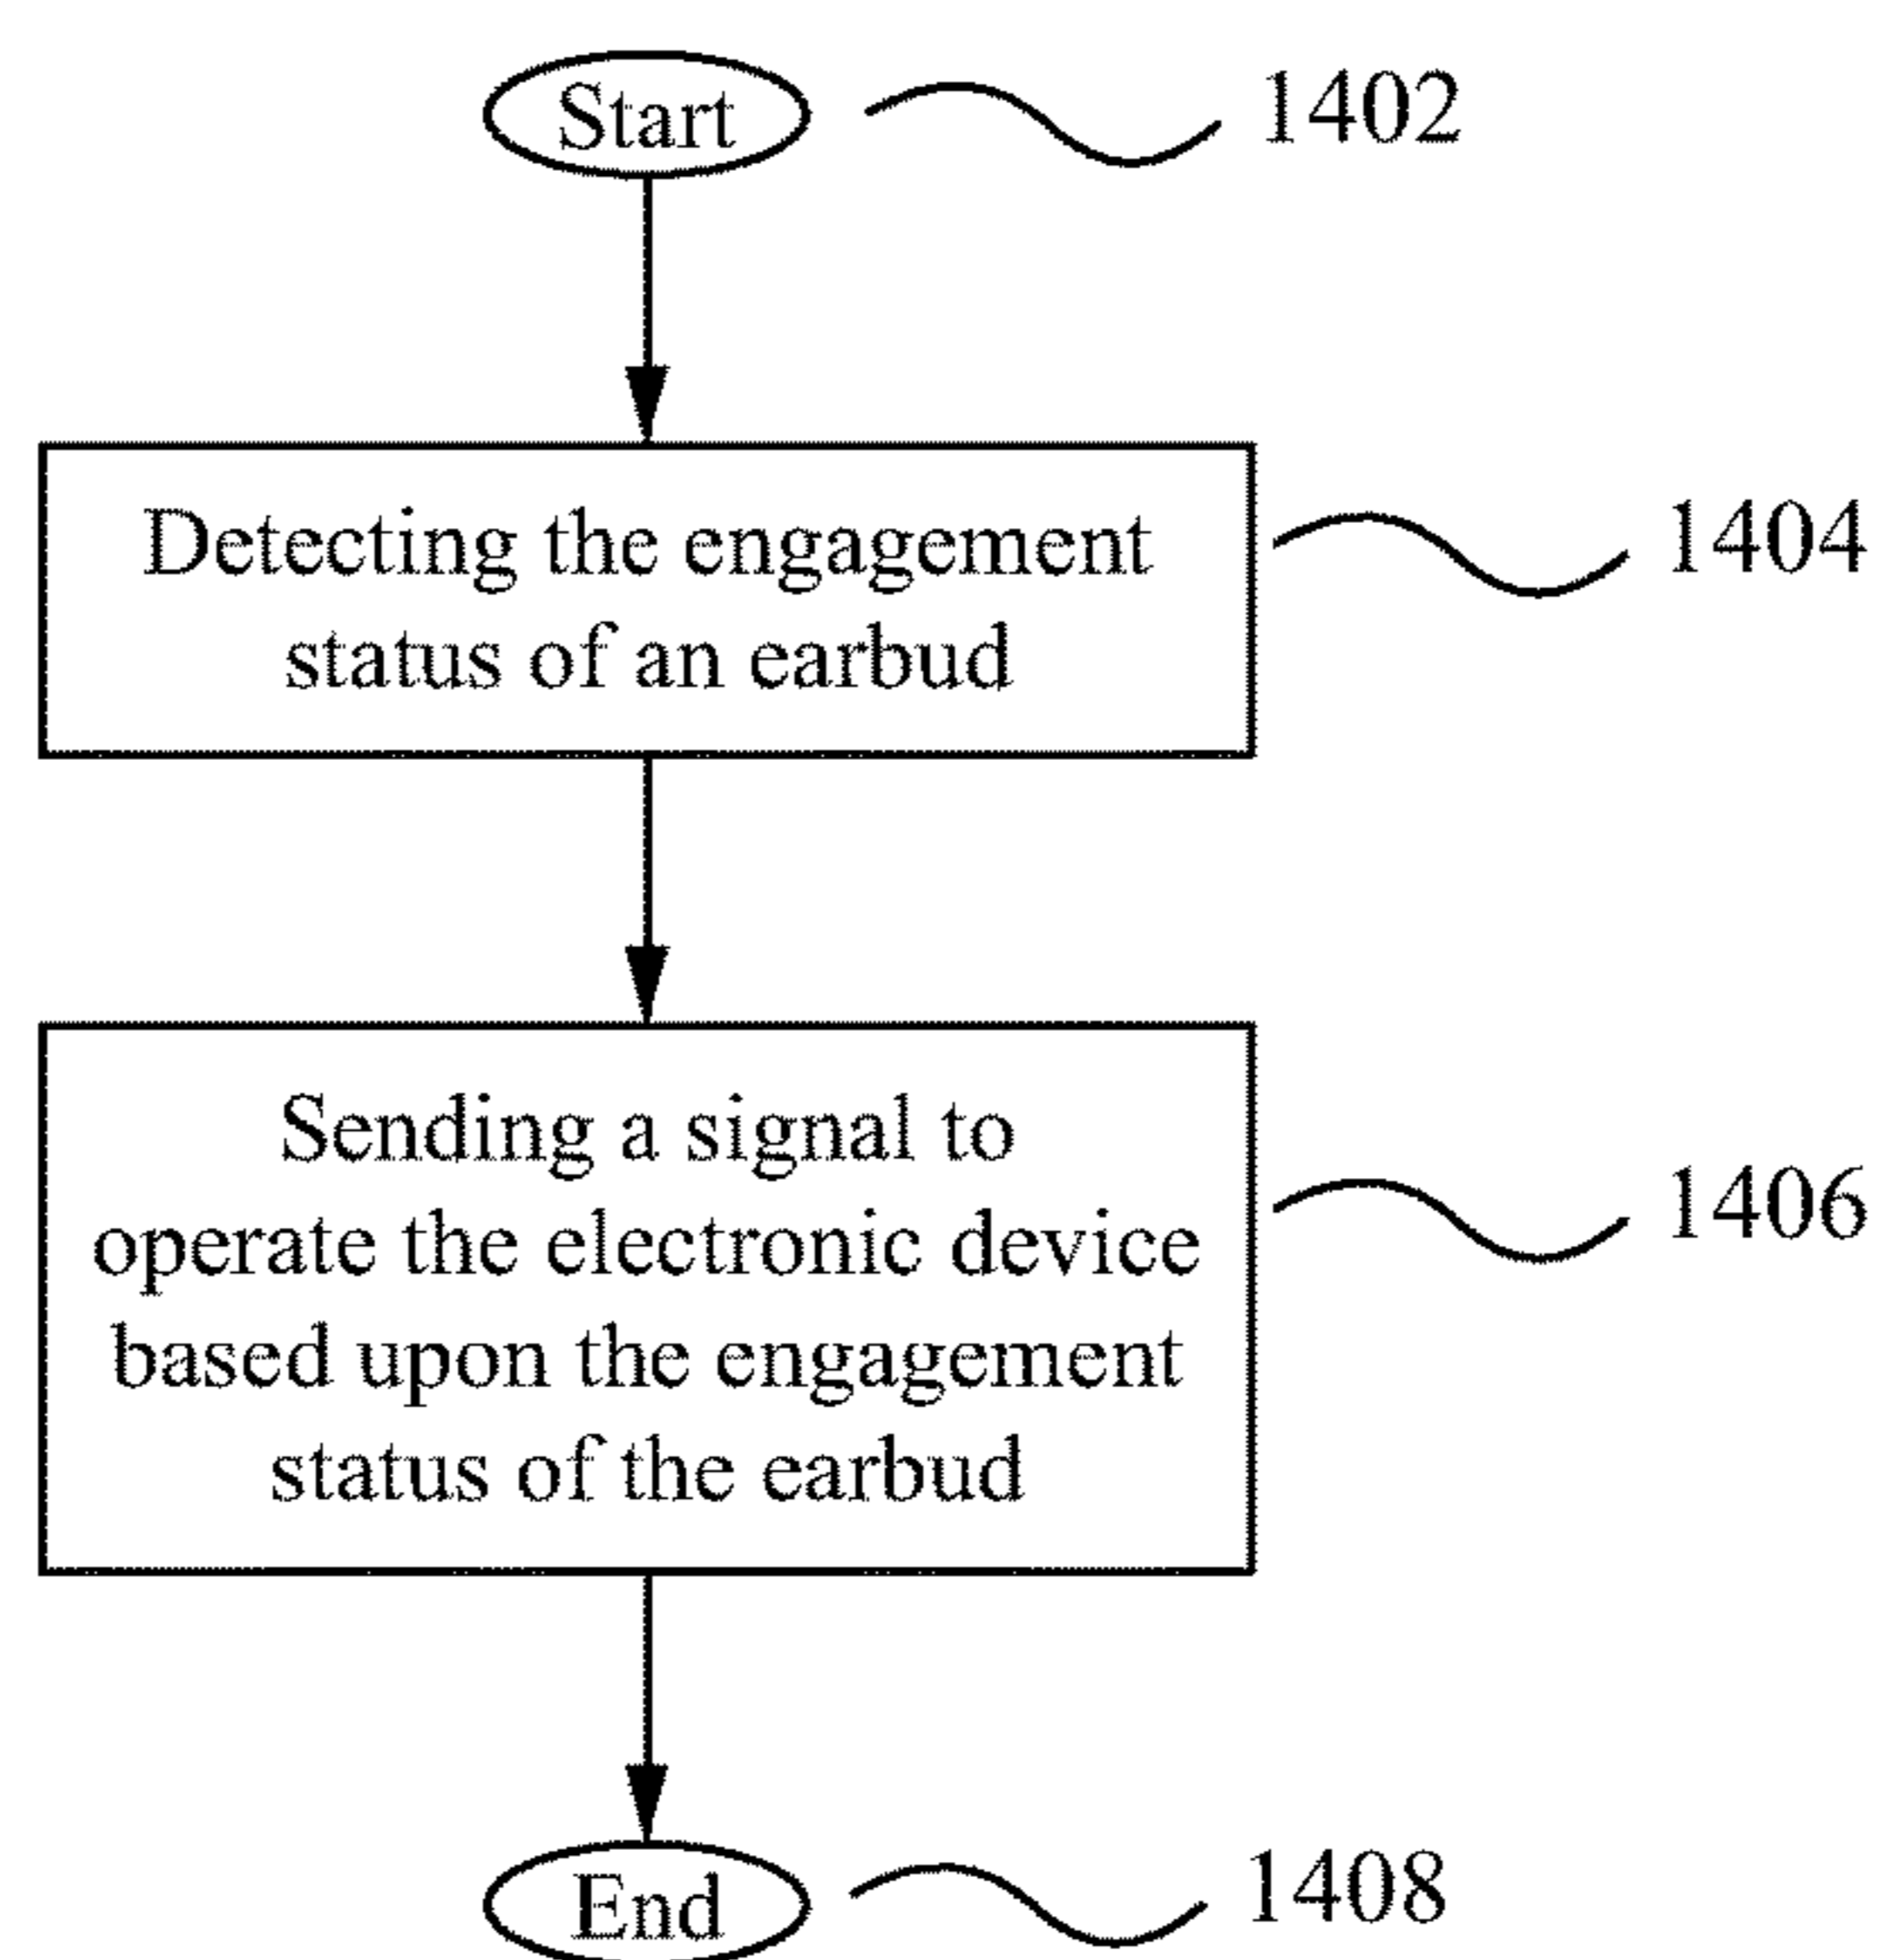 Start
1402
Detecting the engagement
status of an earbud
1404
Sending a signal to
operate the electronic device
based upon the engagement
status of the earbud
1406
End
1408